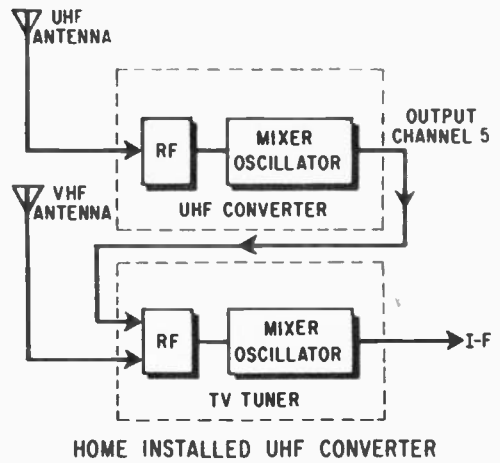 UHF
ANTENNA
OUTPUT
CHANNEL 5
RF
MIXER
OSCILLATOR
UHF CONVERTER
VHF
ANTENNA
RF
MIXER
OSCILLATOR
I-F
TV TUNER
HOME INSTALLED UHF CONVERTER